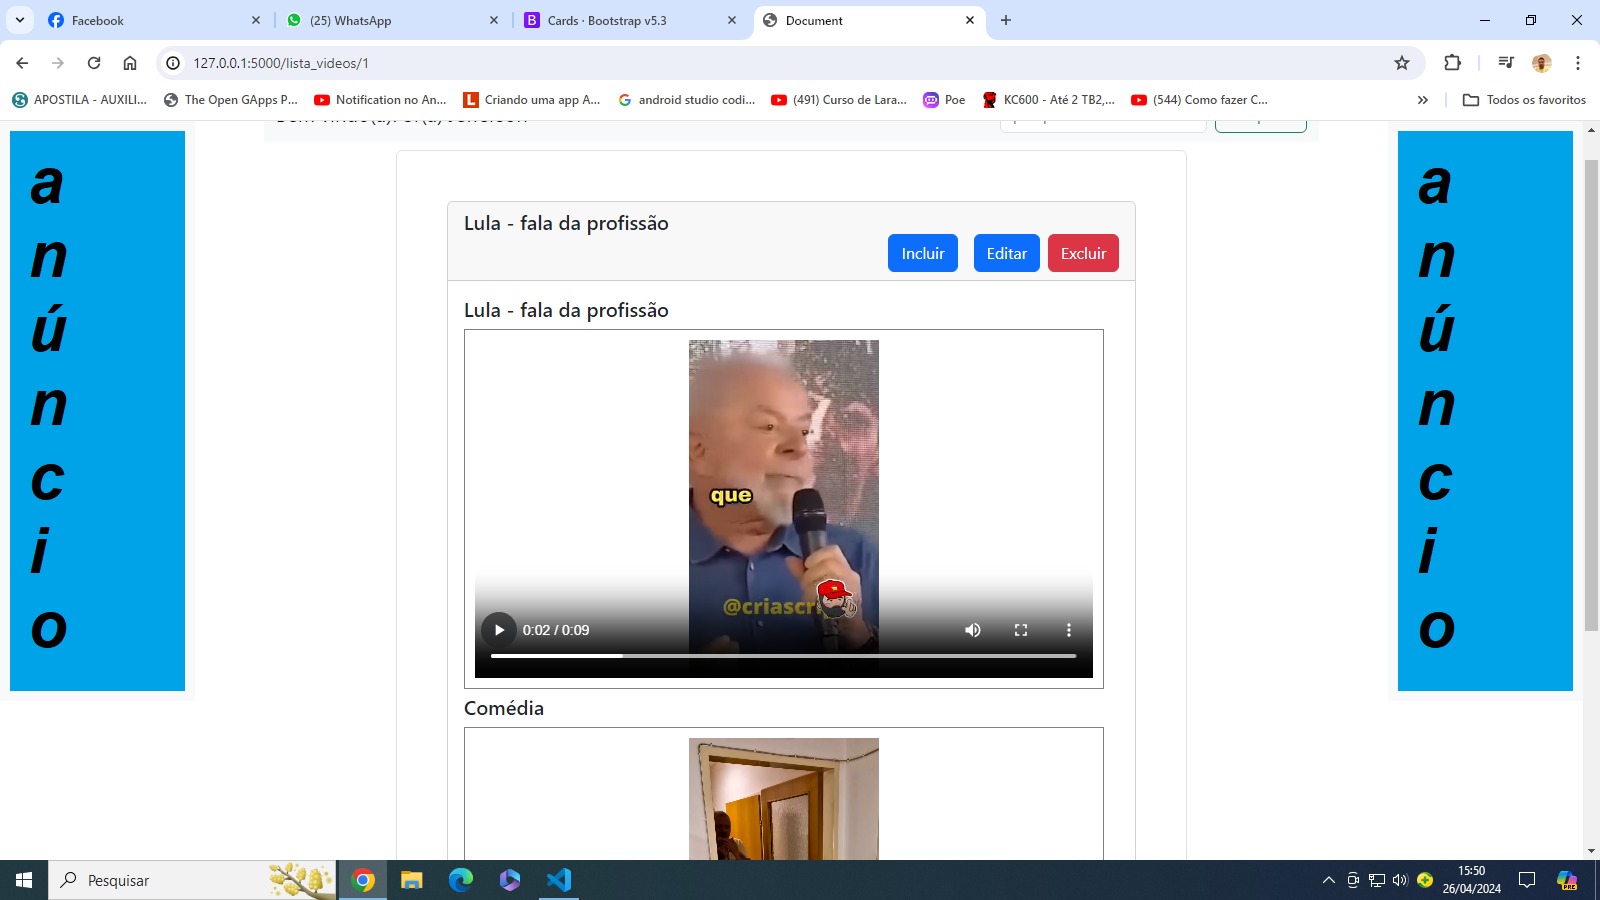 Facebook
(25) WhatsApp
Cards · Bootstrap v5.3
Document
127.0.0.1:5000/lista_videos/1
APOSTILA - AUXILI...
The Open GApps P...
Notification no An...
Criando uma app A...
android studio codi...
(491) Curso de Lara...
Poe
KC600 - Até 2 TB2,...
(544) Como fazer C...
Todos os favoritos
a
n
ú
n
c
i
o
Lula - fala da profissão
Incluir
Editar
Excluir
Lula - fala da profissão
que
@criascri
0:02 / 0:09
Comédia
a
n
ú
n
c
i
o
Pesquisar
15:50
26/04/2024
PRE